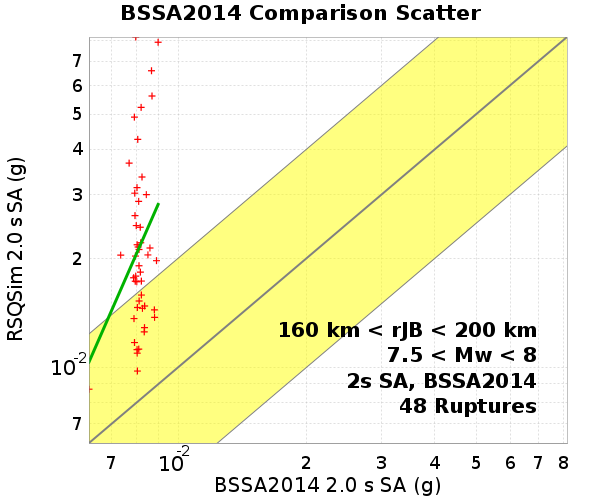 BSSA2014 Comparison Scatter
RSQSim 2.0 s SA (g)
7
6
5
4
3
2
10-2
7
160 km < rJB < 200 km
7.5 < Mw < 8
2s SA, BSSA2014
48 Ruptures
7 10-2 2 3 4 5 6 7 8
BSSA2014 2.0 s SA (g)